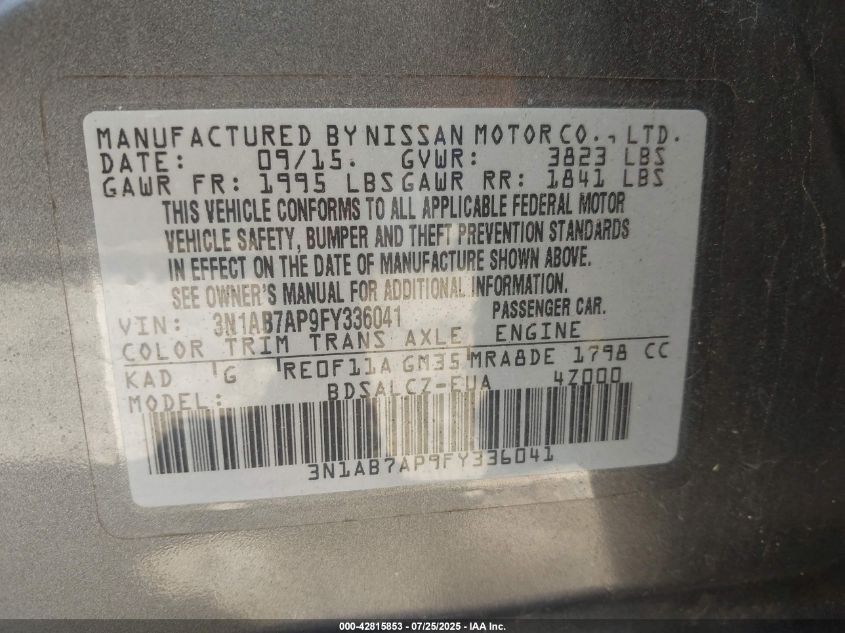 MANUFACTURED BY NISSAN MOTOR CO., LTD.
DATE: 09/15. GVWR: 3823 LBS
GAWR FR: 1995 LBS GAWR RR: 1841 LBS
THIS VEHICLE CONFORMS TO ALL APPLICABLE FEDERAL MOTOR
VEHICLE SAFETY, BUMPER AND THEFT PREVENTION STANDARDS
IN EFFECT ON THE DATE OF MANUFACTURE SHOWN ABOVE.
SEE OWNER'S MANUAL FOR ADDITIONAL INFORMATION.
VIN: 3N1AB7AP9FY336041 PASSENGER CAR.
COLOR TRIM TRANS AXLE ENGINE
KAD G RE0F11A GM35 MRA8DE 1798 CC
MODEL: BDSALCZ-EUA 4Z000
3N1AB7AP9FY336041
000-42815853 / 07/25/2025 - IAA Inc.